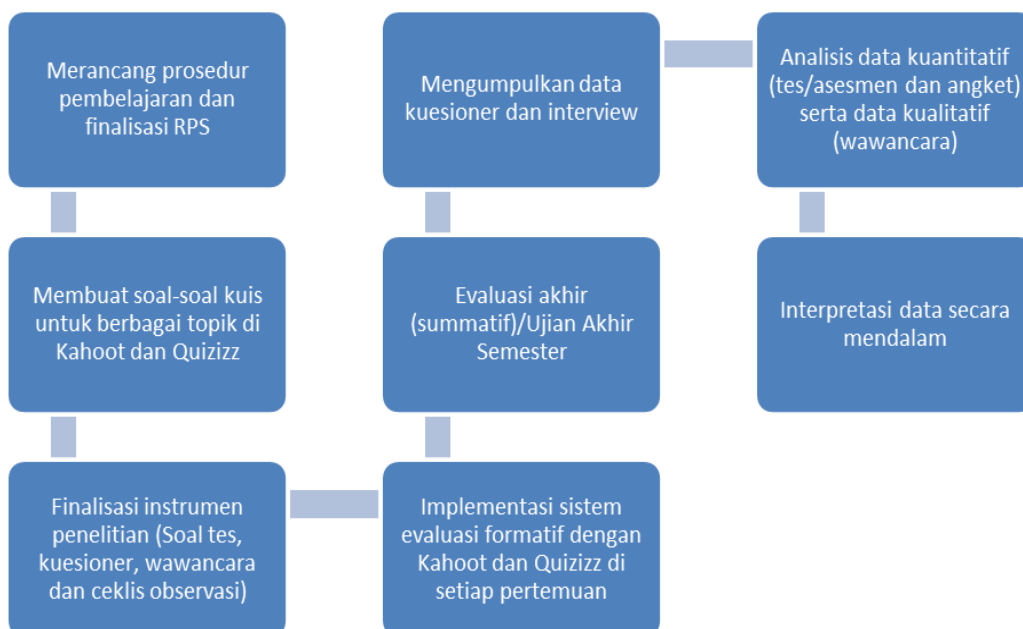 Merancang prosedur
pembelajaran dan
finalisasi RPS
Membuat soal-soal kuis
untuk berbagai topik di
Kahoot dan Quizizz
Finalisasi instrumen
penelitian (Soal tes,
kuesioner, wawancara
dan ceklis observasi)
Implementasi sistem
evaluasi formatif dengan
Kahoot dan Quizizz di
setiap pertemuan
Evaluasi akhir
(summatif)/Ujian Akhir
Semester
Mengumpulkan data
kuesioner dan interview
Analisis data kuantitatif
(tes/asesmen dan angket)
serta data kualitatif
(wawancara)
Interpretasi data secara
mendalam